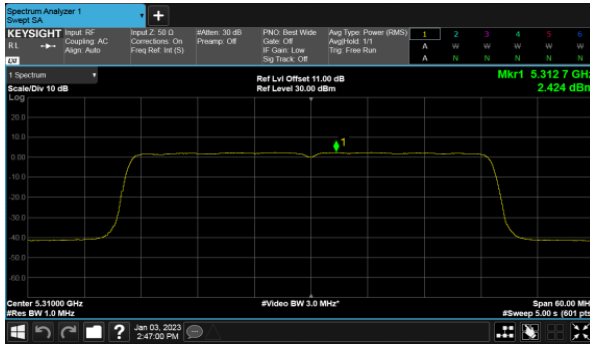 Spectrum Analyzer 1
Swept SA
+
KEYSIGHT
RL
Input: RF
Coupling: AC
Align: Auto
Input Z: 50 Ω
Corrections: On
Freq Ref: Int (S)
#Atten: 30 dB
Preamp: Off
PNO: Best Wide
Gate: Off
IF Gain: Low
Sig Track: Off
Avg Type: Power (RMS)
Avg|Hold: 1/1
Trig: Free Run
1 2 3 4 5 6
A W W W W W
A N N N N N
LXI
1 Spectrum
Scale/Div 10 dB
Ref Lvl Offset 11.00 dB
Ref Level 30.00 dBm
Mkr1 5.312 7 GHz
2.424 dBm
Log
20.0
10.0
0.00
-10.0
-20.0
-30.0
-40.0
-50.0
-60.0
1
Center 5.31000 GHz
#Res BW 1.0 MHz
#Video BW 3.0 MHz*
Span 60.00 MHz
#Sweep 5.00 s (601 pts)
?
Jan 03, 2023
2:47:00 PM